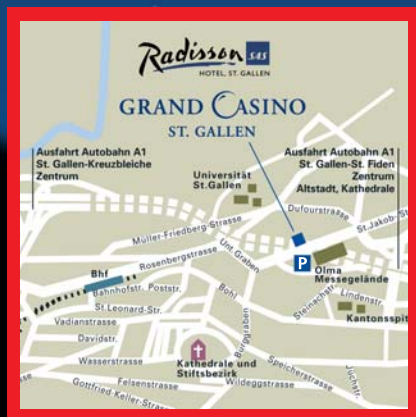 Radisson SAS
HOTEL, ST. GALLEN
GRAND CASINO
ST. GALLEN
Ausfahrt Autobahn A1
St. Gallen-Kreuzbleiche
Zentrum
Ausfahrt Autobahn A1
St. Gallen-St. Fiden
Zentrum
Altstadt, Kathedrale
Universität
St.Gallen
Dufourstrasse
St.Jakob-St
Müller-Friedberg-Strasse
Rosenbergstrasse
Unt.Graben
P
Olma
Messegelände
Bhf
Bahnhofstr.
Poststr.
St.Leonard-Str.
Bohl
Steinachstr.
Lindenstr.
Kantonsspit
Vadianstrasse
Davidstr.
Burggraben
Wasserstrasse
Kathedrale und
Stiftsbezirk
Speicherstrasse
Jüchstr.
Felsenstrasse
Wildeggstrasse
Gottfried-Keller-Strasse